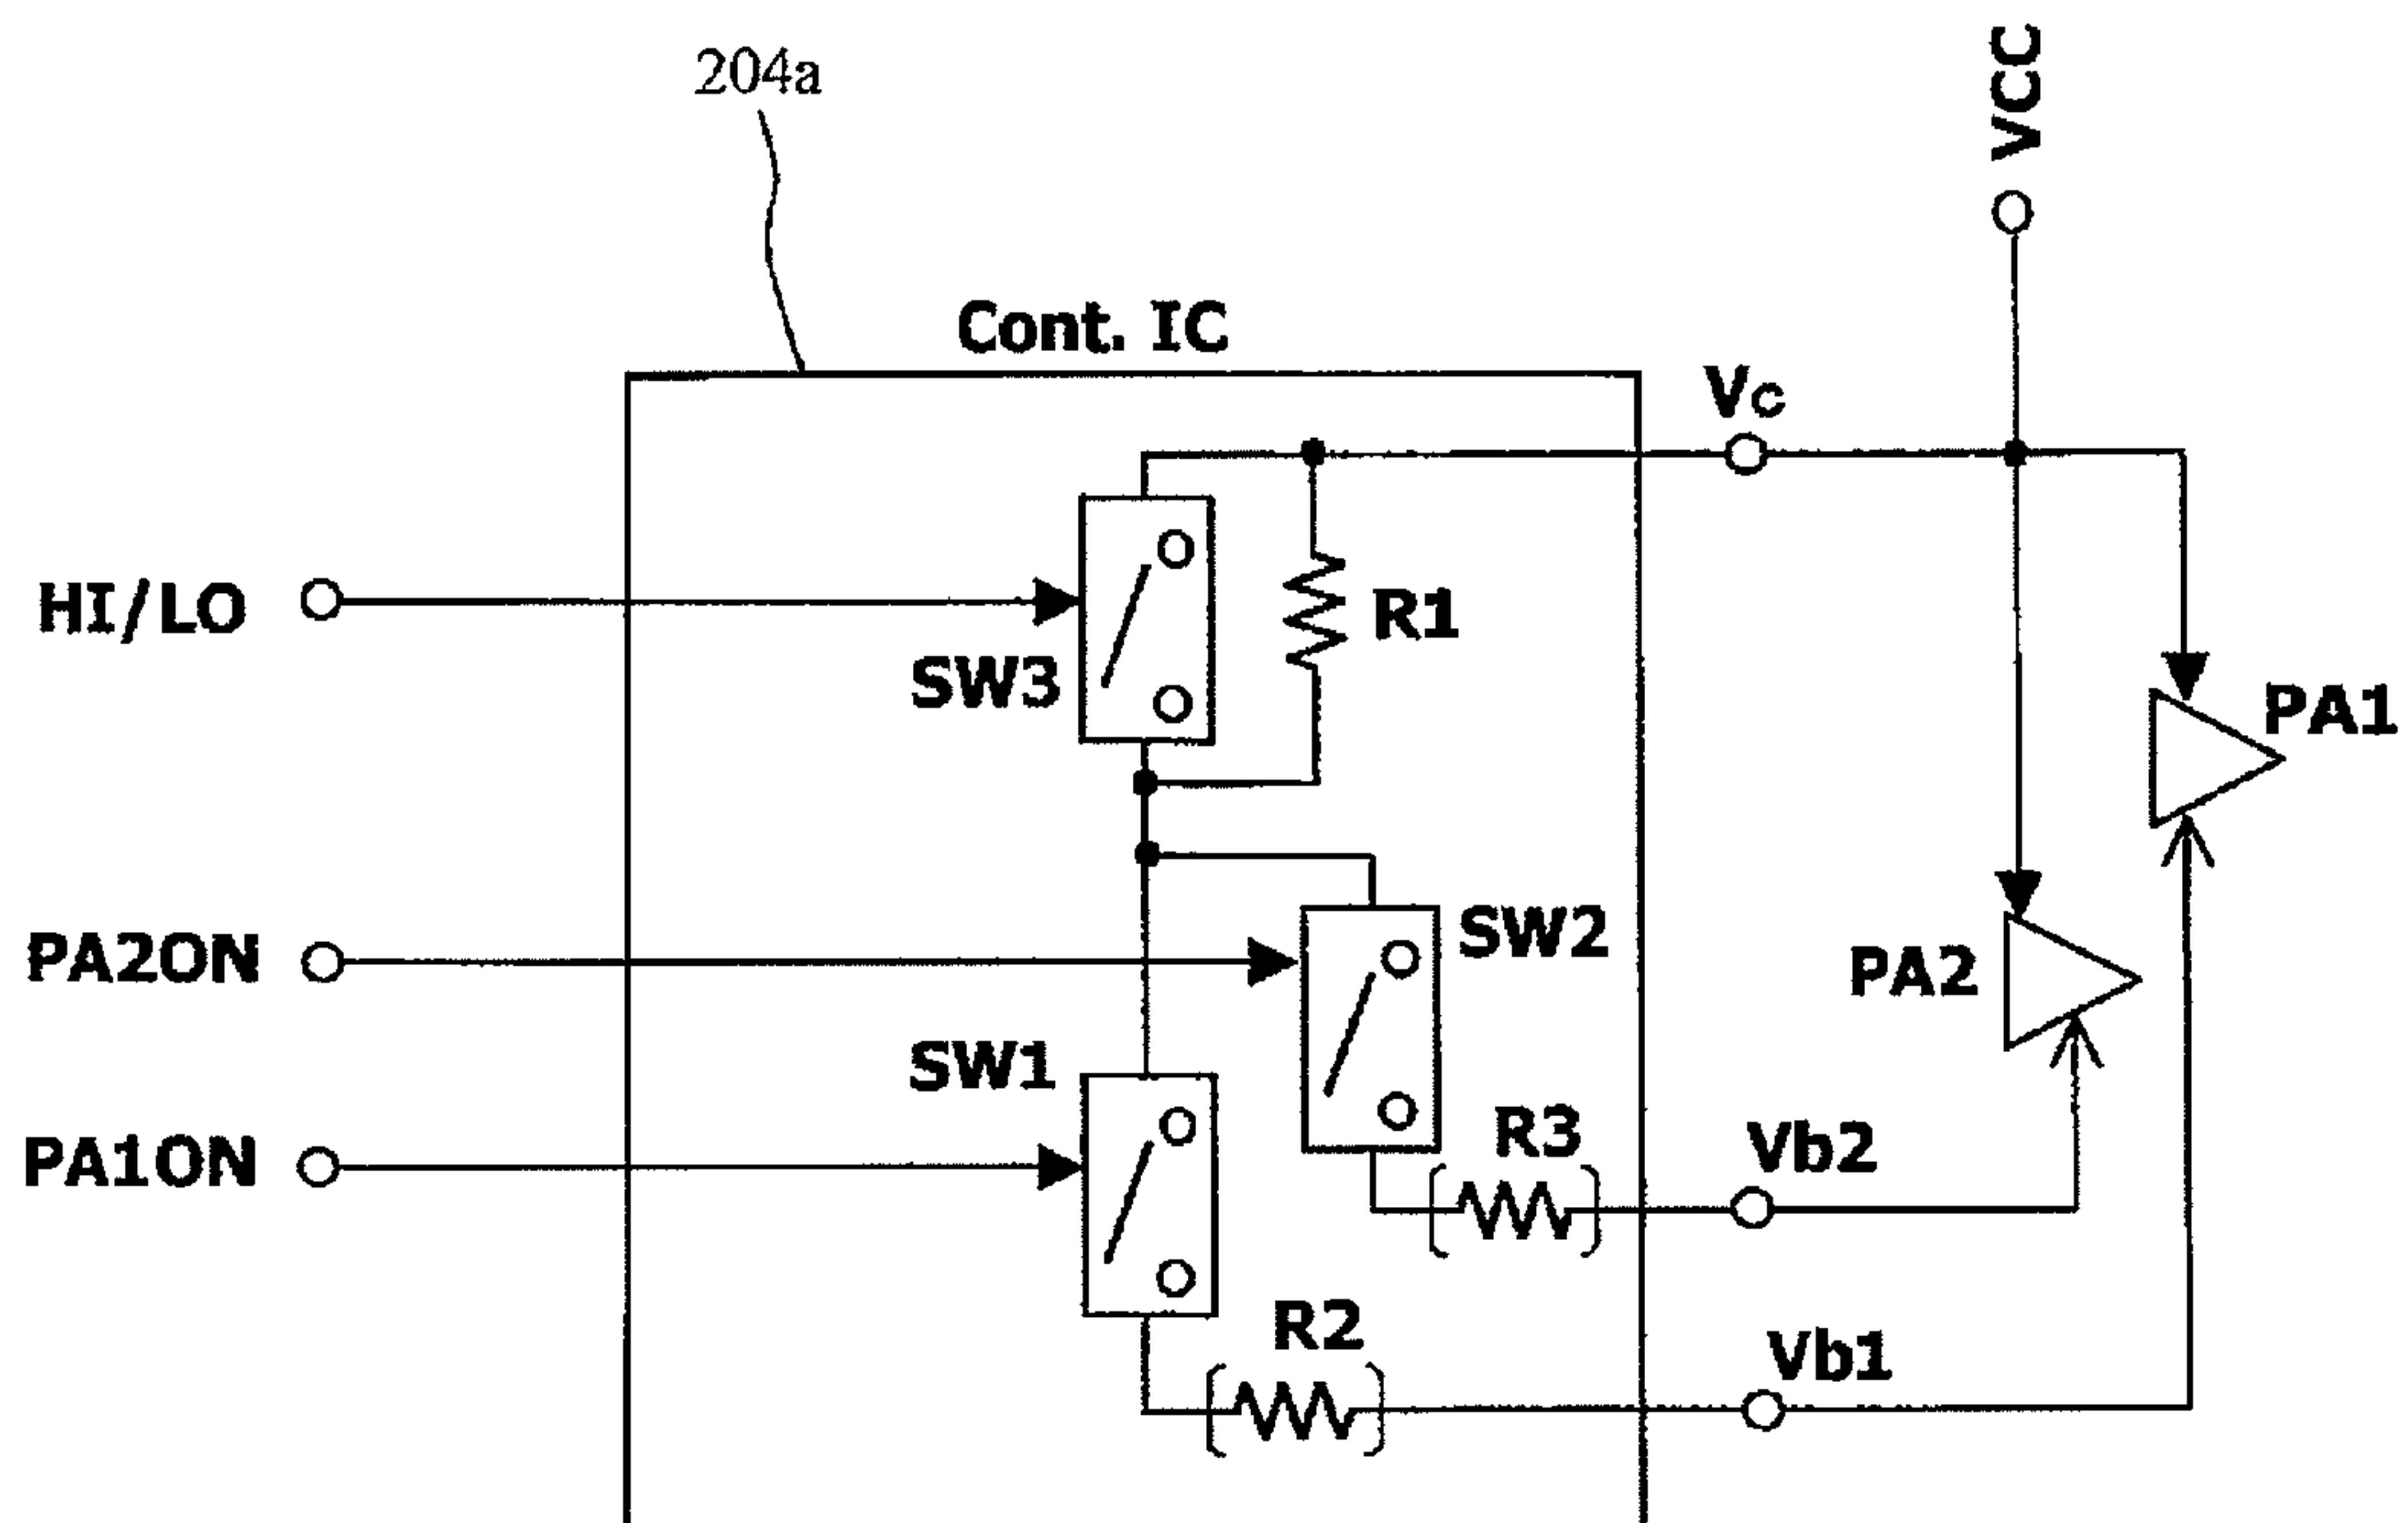 204a
VCC
Cont. IC
Vc
HI/LO
R1
SW3
PA1
PA2ON
SW2
PA2
SW1
R3
Vb2
PA1ON
R2
Vb1